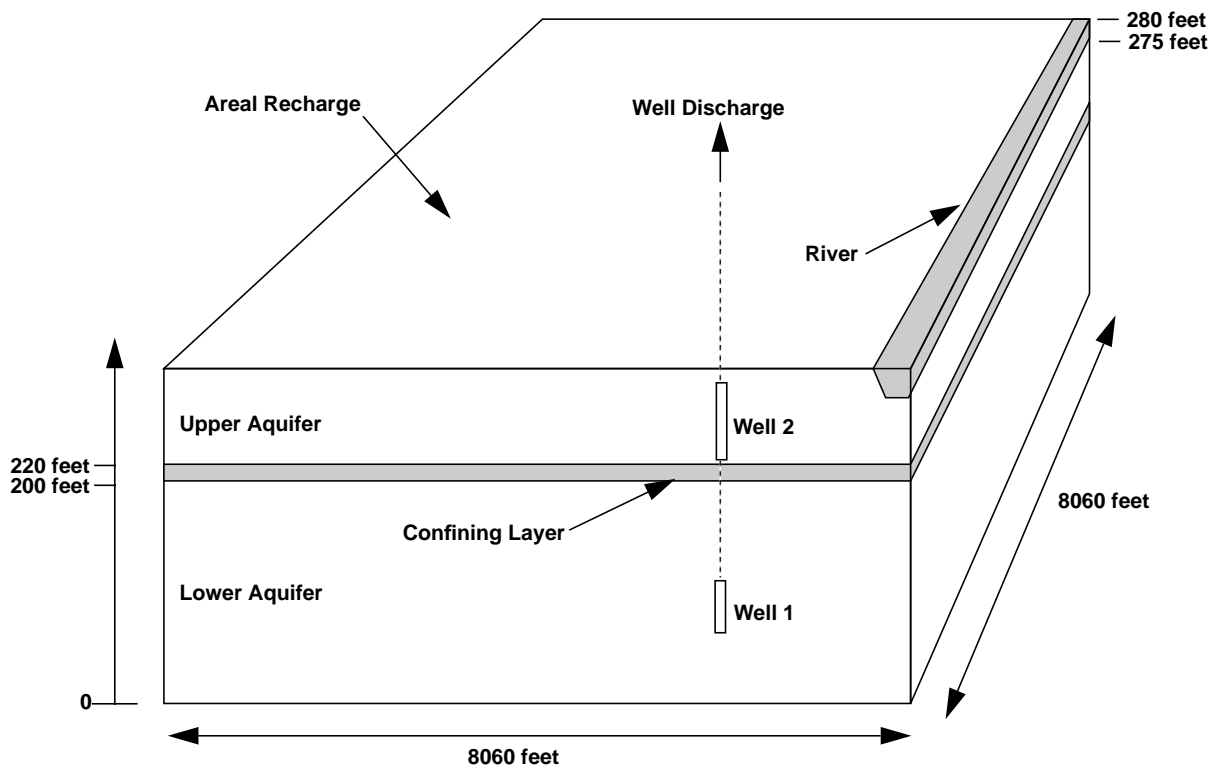 280 feet
275 feet
Areal Recharge
Well Discharge
River
Upper Aquifer
Well 2
220 feet
200 feet
Confining Layer
8060 feet
Lower Aquifer
Well 1
0
8060 feet